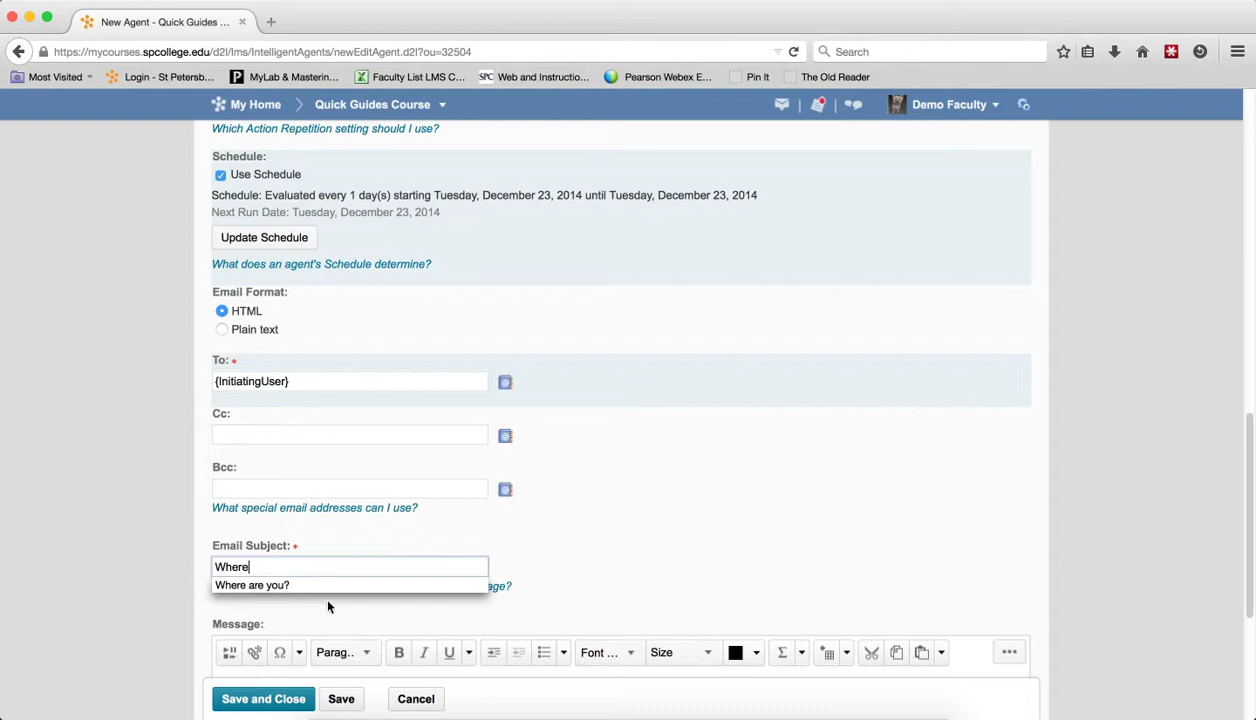 New Agent - Quick Guides ...
https://mycourses.spcollege.edu/d2l/lms/IntelligentAgents/newEditAgent.d2l?ou=32504
Search
Most Visited
Login - St Petersb...
MyLab & Masterin...
Faculty List LMS C...
SPC Web and Instructio...
Pearson Webex E...
Pin It
The Old Reader
My Home
Quick Guides Course
Demo Faculty
Which Action Repetition setting should I use?
Schedule:
Use Schedule
Schedule: Evaluated every 1 day(s) starting Tuesday, December 23, 2014 until Tuesday, December 23, 2014
Next Run Date: Tuesday, December 23, 2014
Update Schedule
What does an agent's Schedule determine?
Email Format:
HTML
Plain text
To: *
{InitiatingUser}
Cc:
Bcc:
What special email addresses can I use?
Email Subject: *
Where
Where are you?
age?
Message:
Parag..
B I U
Font ...
Size
Σ
Save and Close
Save
Cancel